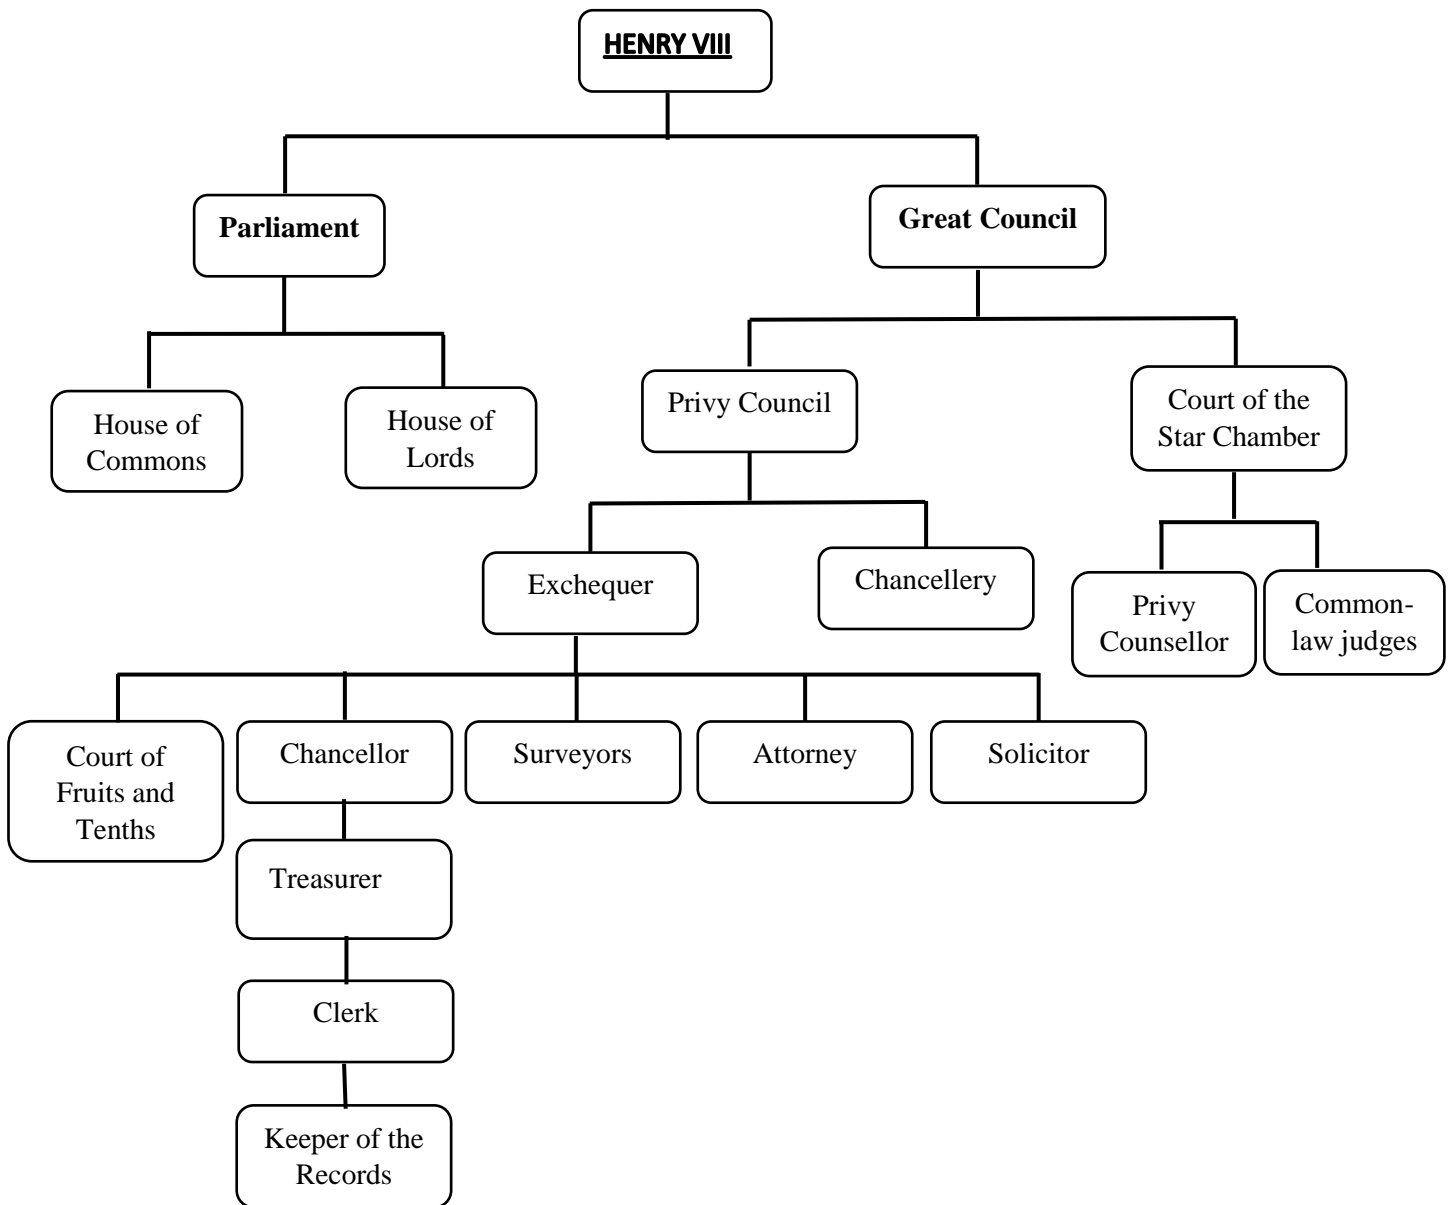 HENRY VIII
Parliament
Great Council
House of
Commons
House of
Lords
Privy Council
Court of the
Star Chamber
Exchequer
Chancellery
Privy
Counsellor
Common-
law judges
Court of
Fruits and
Tenths
Chancellor
Surveyors
Attorney
Solicitor
Treasurer
Clerk
Keeper of the
Records